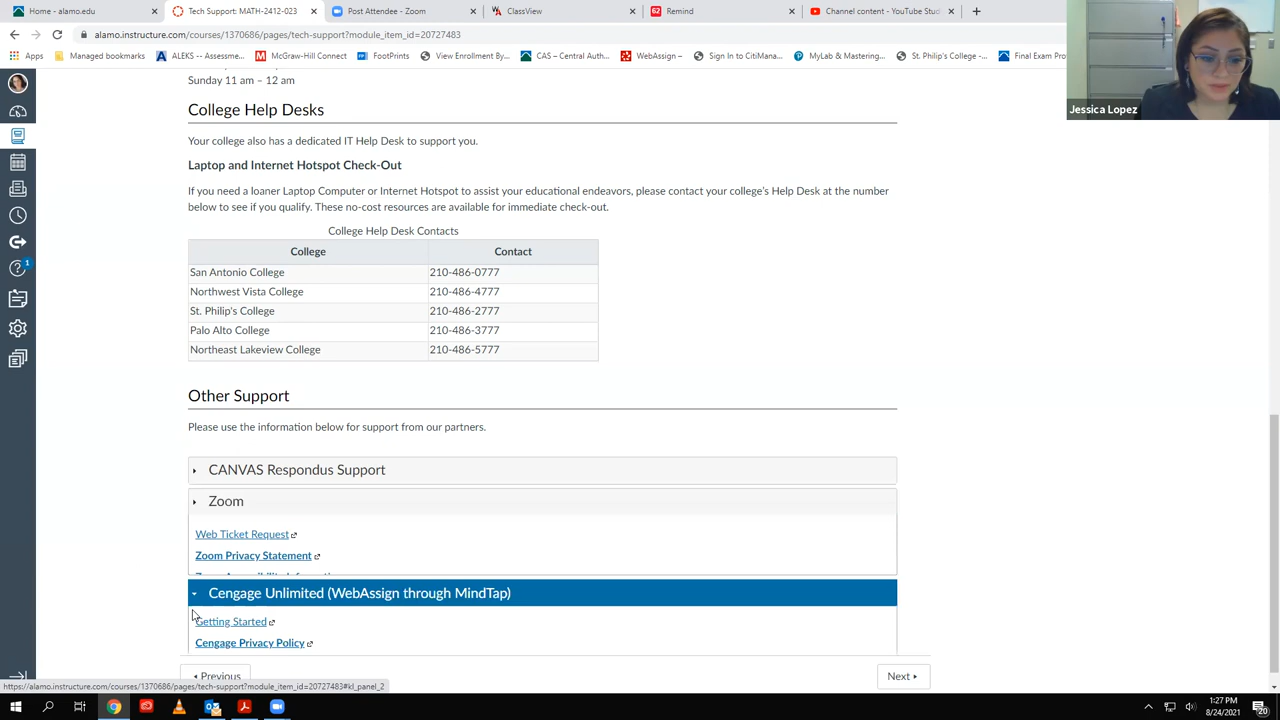 Home - alamo.edu
Tech Support: MATH-2412-023
Post Attendee - Zoom
ClassView
Remind
Channel content - YouTube Stud
alamo.instructure.com/courses/1370686/pages/tech-support?module_item_id=20727483
Apps
Managed bookmarks
ALEKS -- Assessme...
McGraw-Hill Connect
FootPrints
View Enrollment By...
CAS – Central Auth...
WebAssign –
Sign In to CitiMana...
MyLab & Mastering...
St. Philip's College -...
Final Exam Pro
Jessica Lopez
Sunday 11 am – 12 am
College Help Desks
Your college also has a dedicated IT Help Desk to support you.
Laptop and Internet Hotspot Check-Out
If you need a loaner Laptop Computer or Internet Hotspot to assist your educational endeavors, please contact your college's Help Desk at the number
below to see if you qualify. These no-cost resources are available for immediate check-out.
College Help Desk Contacts
College Contact
San Antonio College 210-486-0777
Northwest Vista College 210-486-4777
St. Philip's College 210-486-2777
Palo Alto College 210-486-3777
Northeast Lakeview College 210-486-5777
Other Support
Please use the information below for support from our partners.
CANVAS Respondus Support
Zoom
Web Ticket Request
Zoom Privacy Statement
Cengage Unlimited (WebAssign through MindTap)
Getting Started
Cengage Privacy Policy
Previous
Next
https://alamo.instructure.com/courses/1370686/pages/tech-support?module_item_id=20727483#kl_panel_2
1:27 PM
8/24/2021
20
1
62